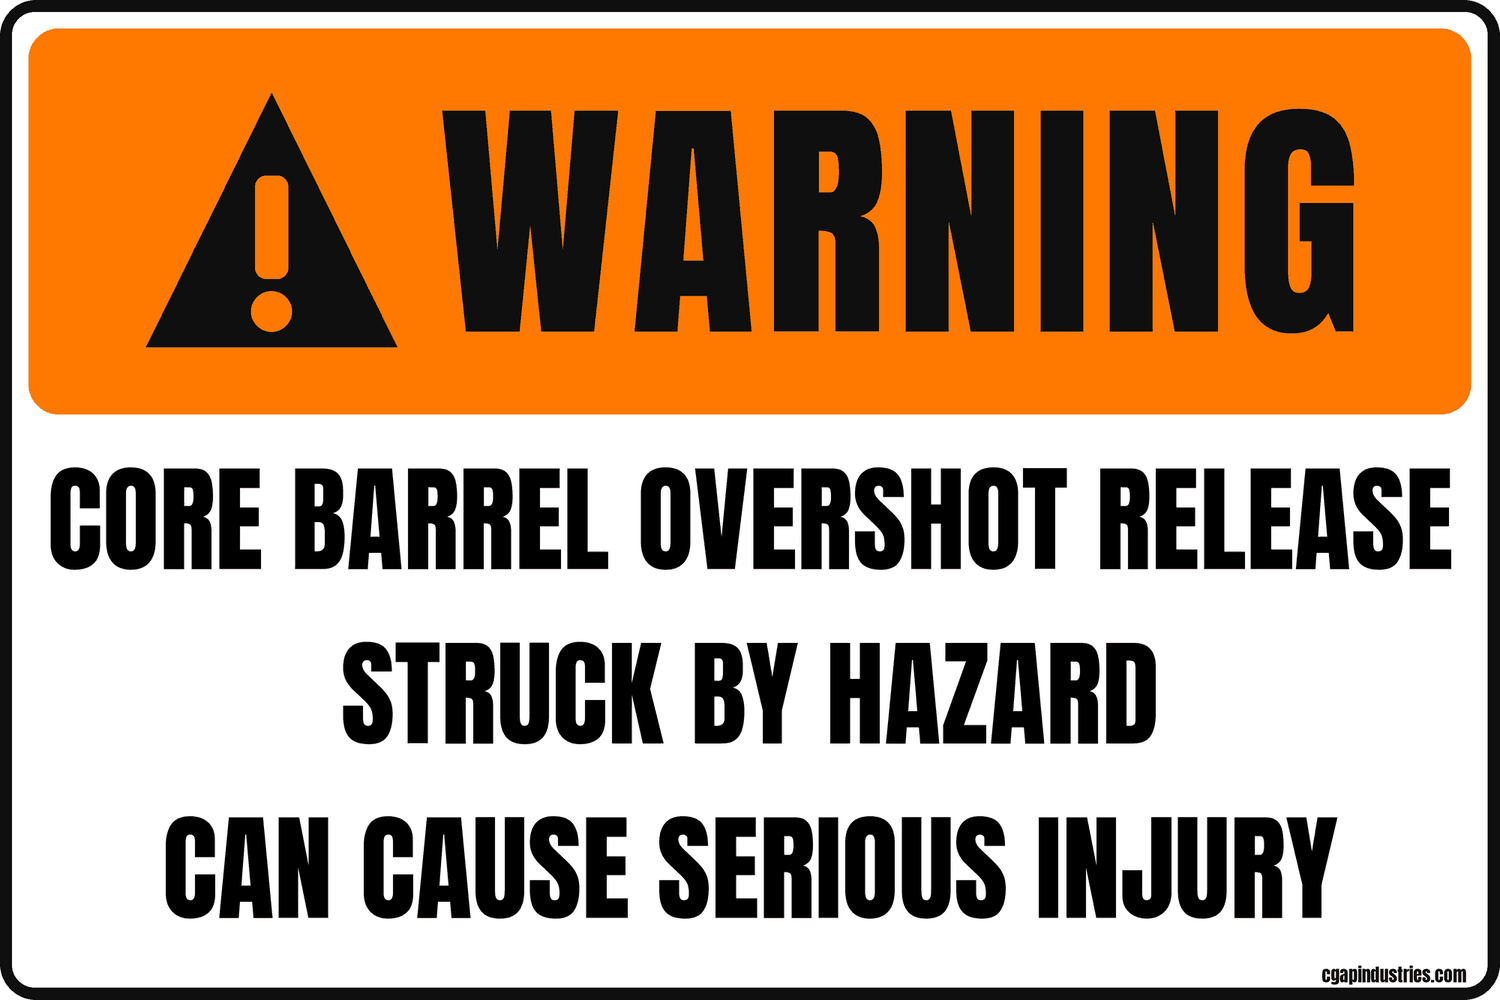 WARNING
CORE BARREL OVERSHOT RELEASE
STRUCK BY HAZARD
CAN CAUSE SERIOUS INJURY
cgapindustries.com